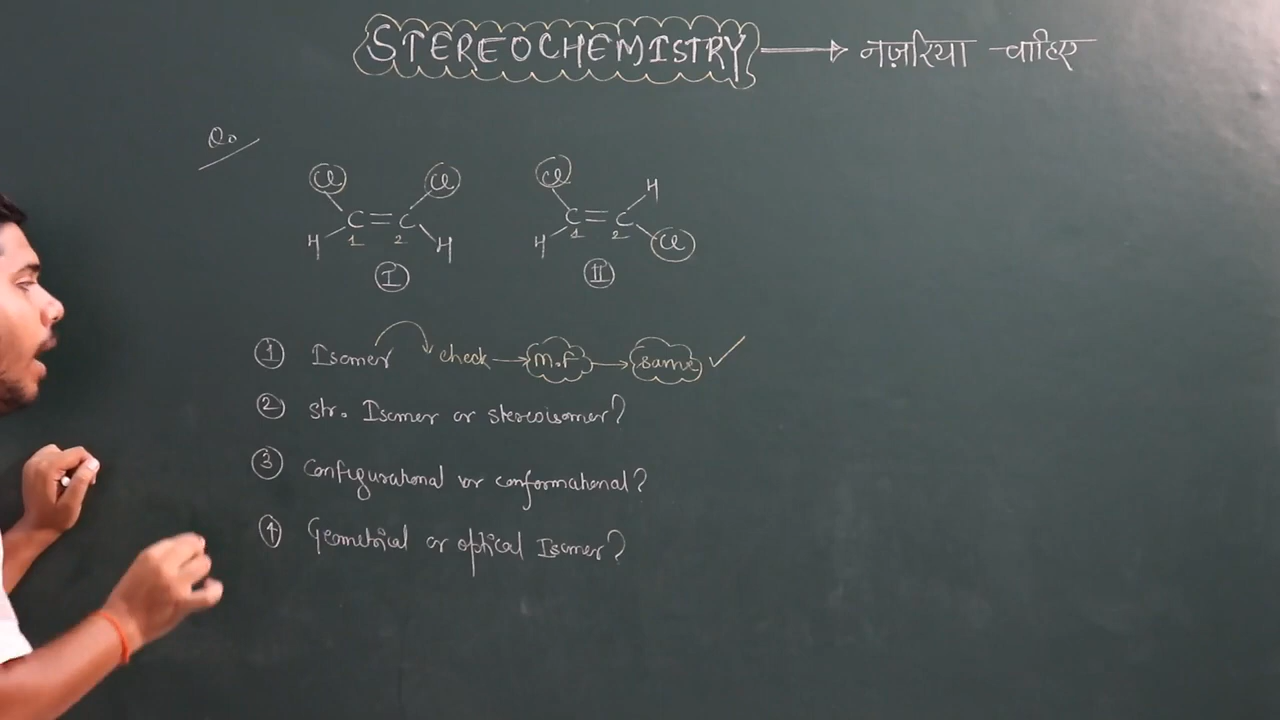 STEREOCHEMISTRY → नज़रिया चाहिए
Q.
Cl Cl Cl H
C = C C = C
H 1 2 H H 1 2 Cl
I II
① Isomer check → M.F → same ✓
② Str. Isomer or stereoisomer?
③ Configurational or conformational?
④ Geometrical or optical Isomer?